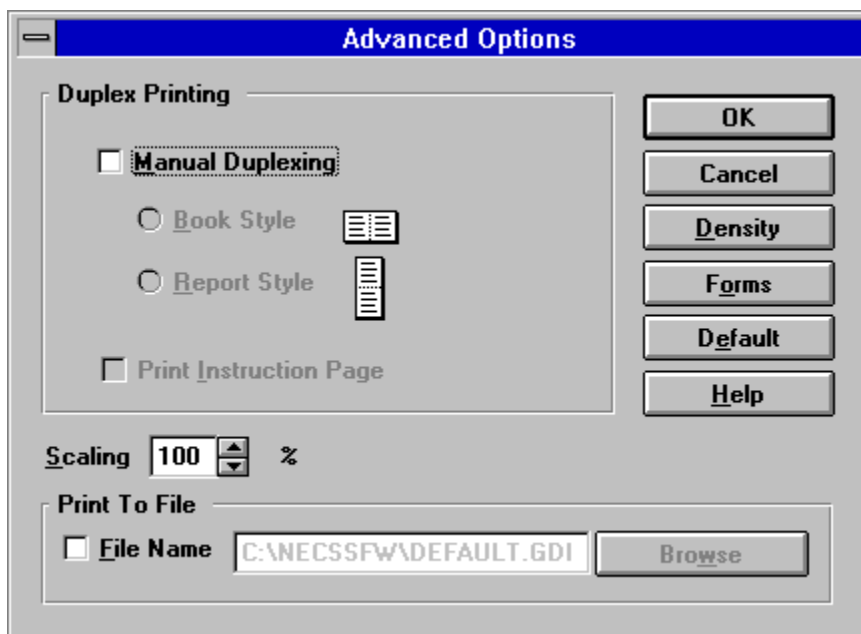 Advanced Options
Duplex Printing
Manual Duplexing
Book Style
Report Style
Print Instruction Page
OK
Cancel
Density
Forms
Default
Help
Scaling 100 %
Print To File
File Name C:\NECSSFW\DEFAULT.GDI Browse